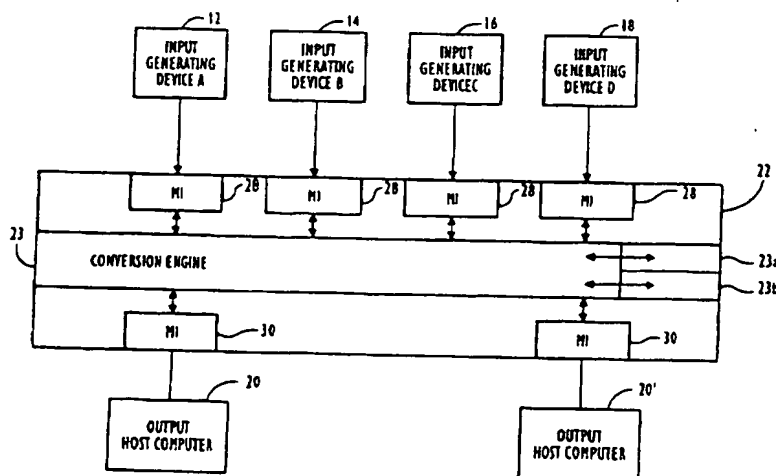 12
14
16
18
INPUT
GENERATING
DEVICE A
INPUT
GENERATING
DEVICE B
INPUT
GENERATING
DEVICEC
INPUT
GENERATING
DEVICE D
MI
28
MI
28
MI
28
MI
28
22
23
CONVERSION ENGINE
23a
23b
MI
30
MI
30
20
20'
OUTPUT
HOST COMPUTER
OUTPUT
HOST COMPUTER